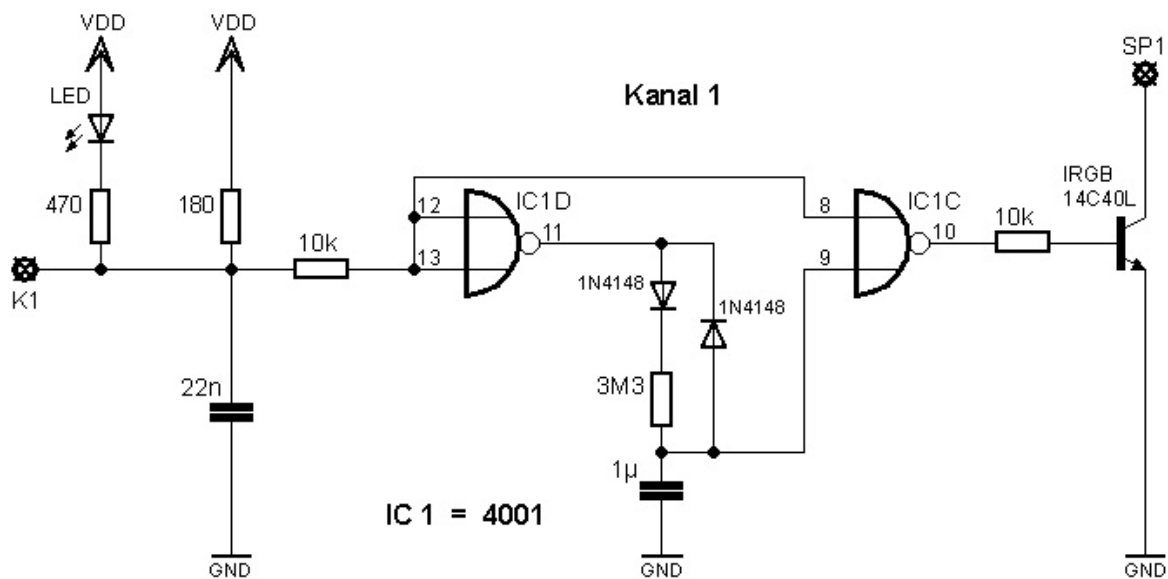 VDD
VDD
SP1
LED
Kanal 1
IRGB
14C40L
470
180
12
IC1D
8
IC1C
10k
11
10
10k
13
9
K1
1N4148
1N4148
22n
3M3
1µ
IC 1 = 4001
GND
GND
GND